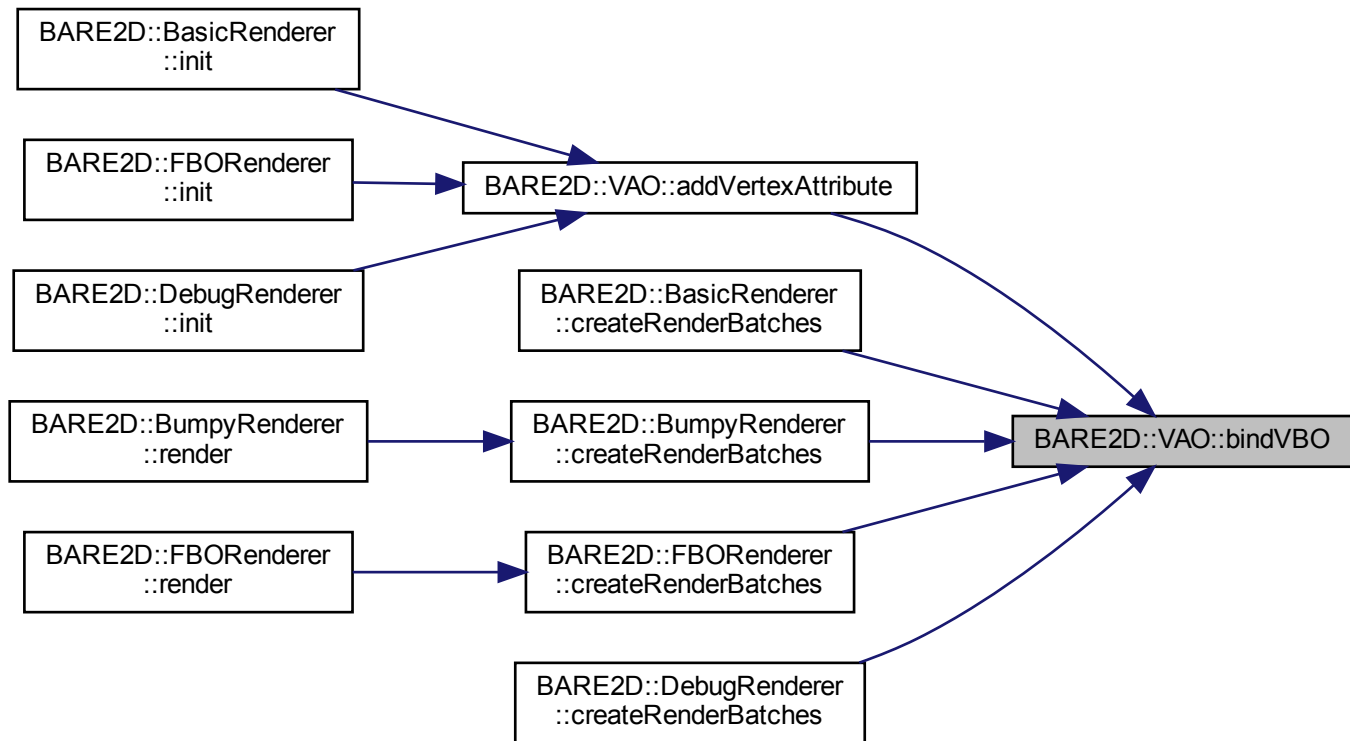 BARE2D::BasicRenderer
::init
BARE2D::FBORenderer
::init
BARE2D::VAO::addVertexAttribute
BARE2D::DebugRenderer
::init
BARE2D::BasicRenderer
::createRenderBatches
BARE2D::BumpyRenderer
::render
BARE2D::BumpyRenderer
::createRenderBatches
BARE2D::VAO::bindVBO
BARE2D::FBORenderer
::render
BARE2D::FBORenderer
::createRenderBatches
BARE2D::DebugRenderer
::createRenderBatches